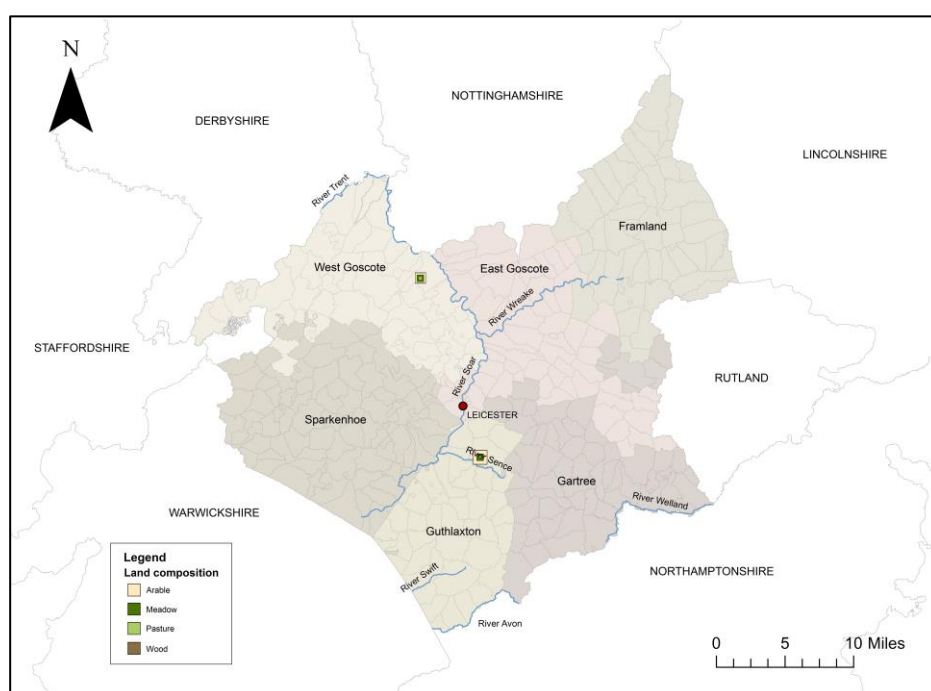 N
NOTTINGHAMSHIRE
DERBYSHIRE
LINCOLNSHIRE
River Trent
Framland
West Goscote
East Goscote
River Wreake
STAFFORDSHIRE
River Soar
RUTLAND
Sparkenhoe
LEICESTER
River Sence
Gartree
River Welland
WARWICKSHIRE
Guthlaxton
Legend
Land composition
Arable
Meadow
Pasture
Wood
River Swift
NORTHAMPTONSHIRE
River Avon
0 5 10 Miles